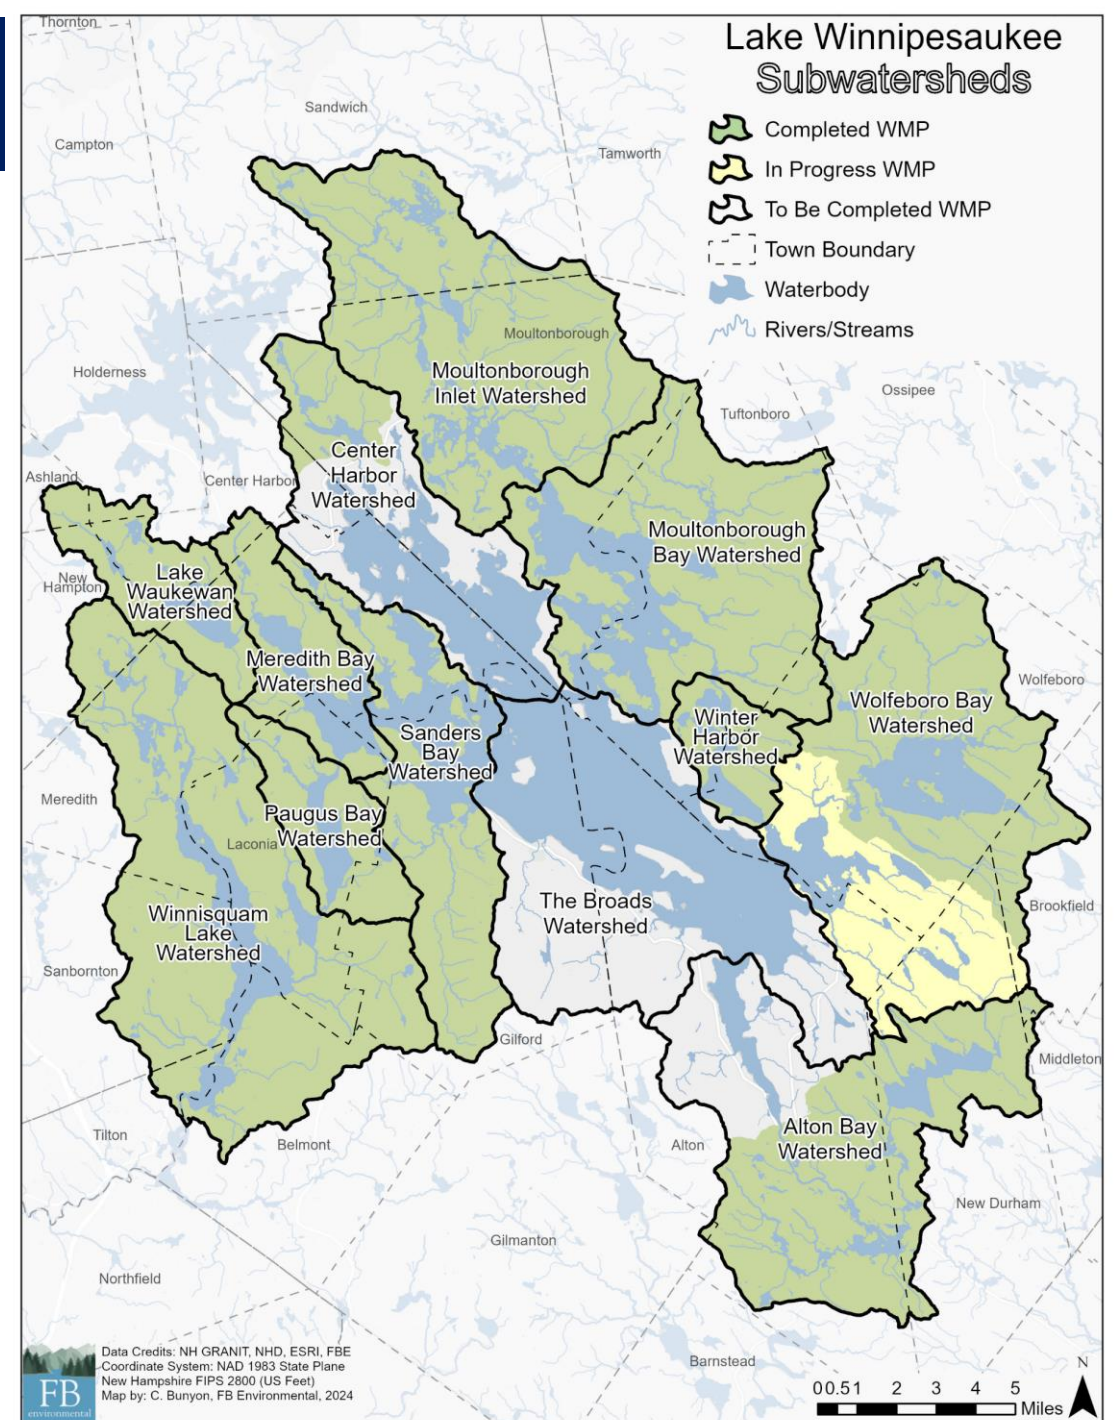 Lake Winnipesaukee
Subwatersheds
Completed WMP
In Progress WMP
To Be Completed WMP
Town Boundary
Waterbody
Rivers/Streams
Thornton
Sandwich
Campton
Tamworth
Moultonborough
Holderness
Moultonborough
Inlet Watershed
Ossipee
Tuftonboro
Center
Harbor
Watershed
Ashland
Center Harbor
Moultonborough
Bay Watershed
New
Hampton
Lake
Waukewan
Watershed
Meredith Bay
Watershed
Wolfeboro
Wolfeboro Bay
Watershed
Winter
Harbor
Watershed
Sanders
Bay
Watershed
Meredith
Paugus Bay
Watershed
Laconia
The Broads
Watershed
Brookfield
Winnisquam
Lake
Watershed
Sanbornton
Gilford
Middleton
Tilton
Belmont
Alton
Alton Bay
Watershed
New Durham
Gilmanton
Northfield
Barnstead
FB
environmental
Data Credits: NH GRANIT, NHD, ESRI, FBE
Coordinate System: NAD 1983 State Plane
New Hampshire FIPS 2800 (US Feet)
Map by: C. Bunyon, FB Environmental, 2024
N
0 0.5 1 2 3 4 5
Miles